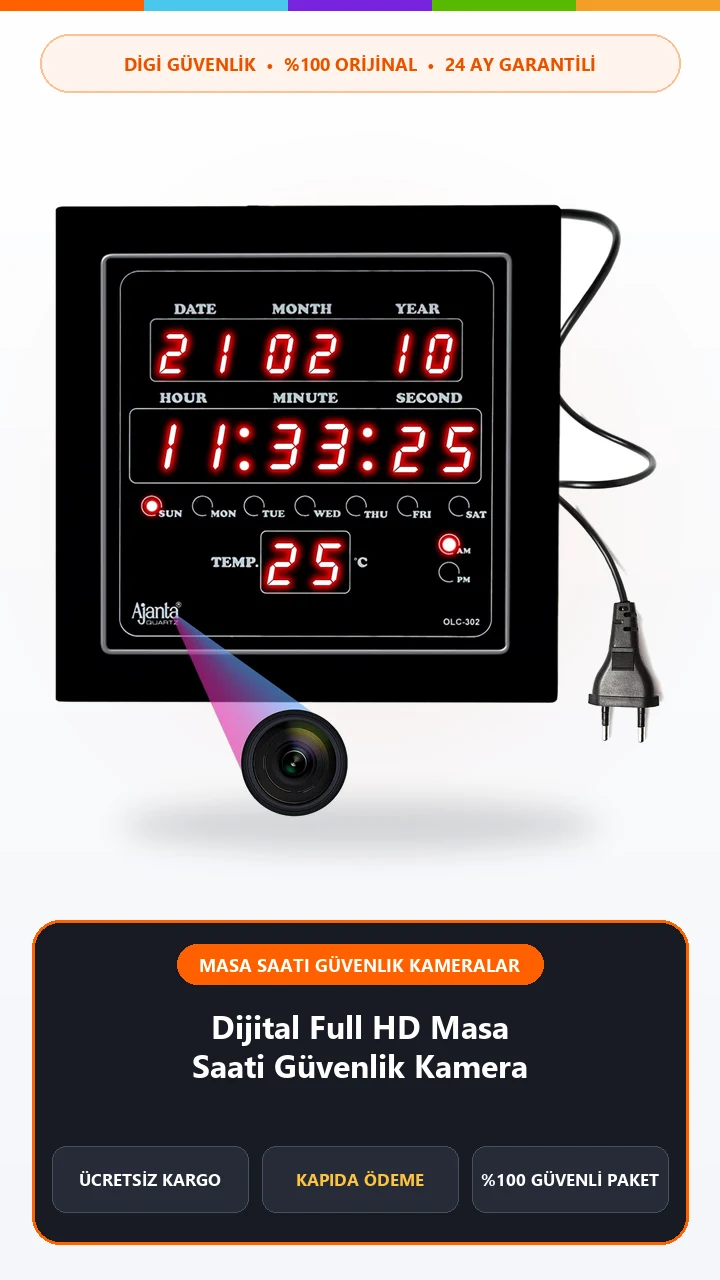 DİGİ GÜVENLİK • %100 ORİJİNAL • 24 AY GARANTİLİ
DATE MONTH YEAR
21 02 10
HOUR MINUTE SECOND
11:33:25
SUN MON TUE WED THU FRI SAT
TEMP. 25 °C
AM
PM
Ajanta®
QUARTZ
OLC-302
MASA SAATI GÜVENLIK KAMERALAR
Dijital Full HD Masa
Saati Güvenlik Kamera
ÜCRETSİZ KARGO
KAPIDA ÖDEME
%100 GÜVENLİ PAKET